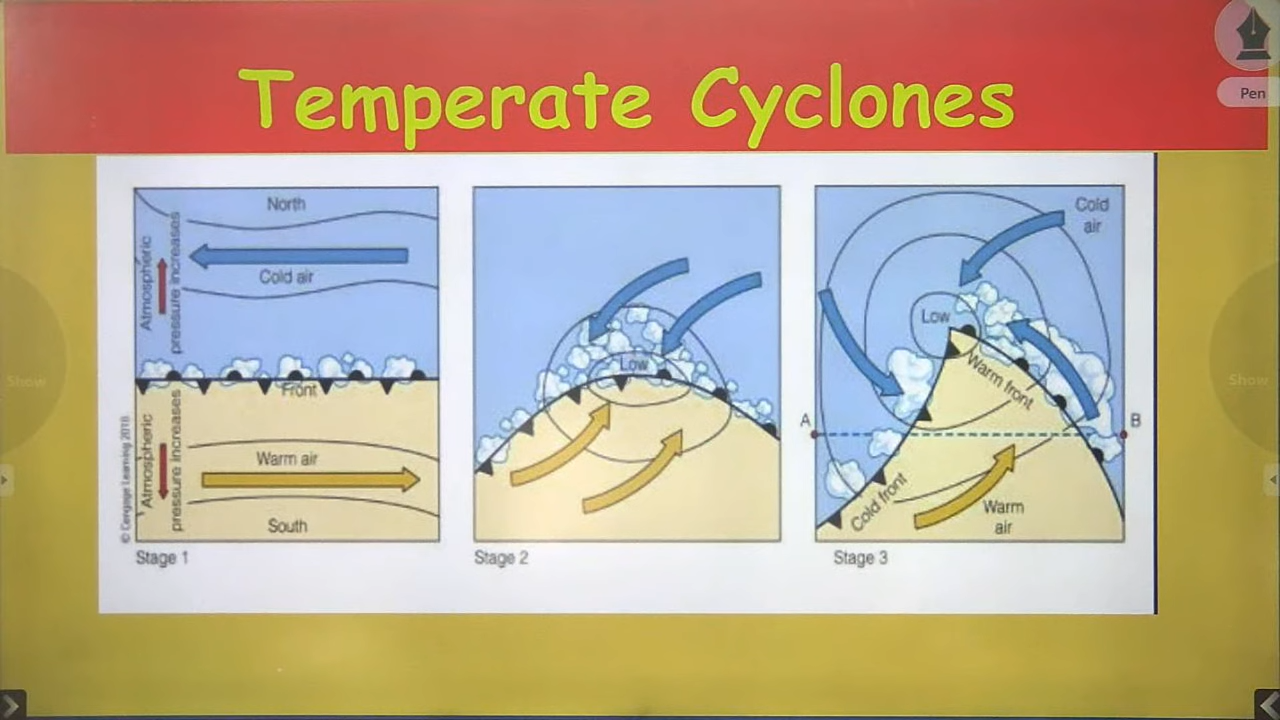 Temperate Cyclones
Pen
Show
Show
North
Atmospheric
pressure increases
Cold air
Front
Atmospheric
pressure increases
Warm air
South
© Cengage Learning 2018
Stage 1
Low
Stage 2
Cold
air
Low
Warm front
A
B
Cold front
Warm
air
Stage 3